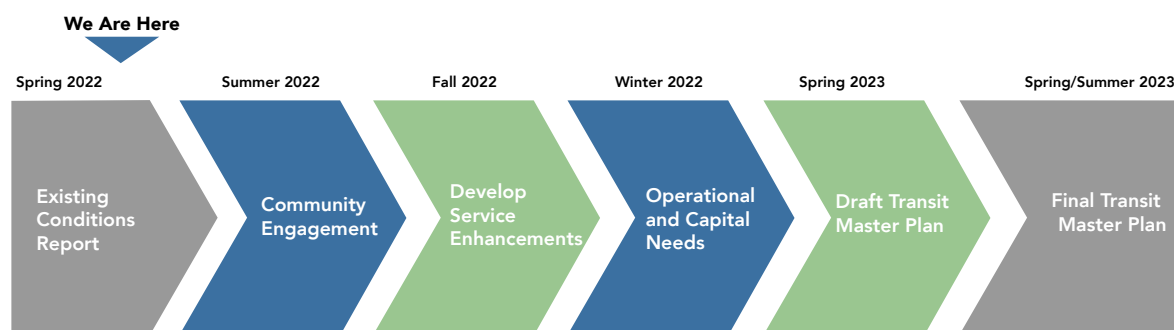 We Are Here
Spring 2022
Summer 2022
Fall 2022
Winter 2022
Spring 2023
Spring/Summer 2023
Existing
Conditions
Report
Community
Engagement
Develop
Service
Enhancements
Operational
and Capital
Needs
Draft Transit
Master Plan
Final Transit
Master Plan